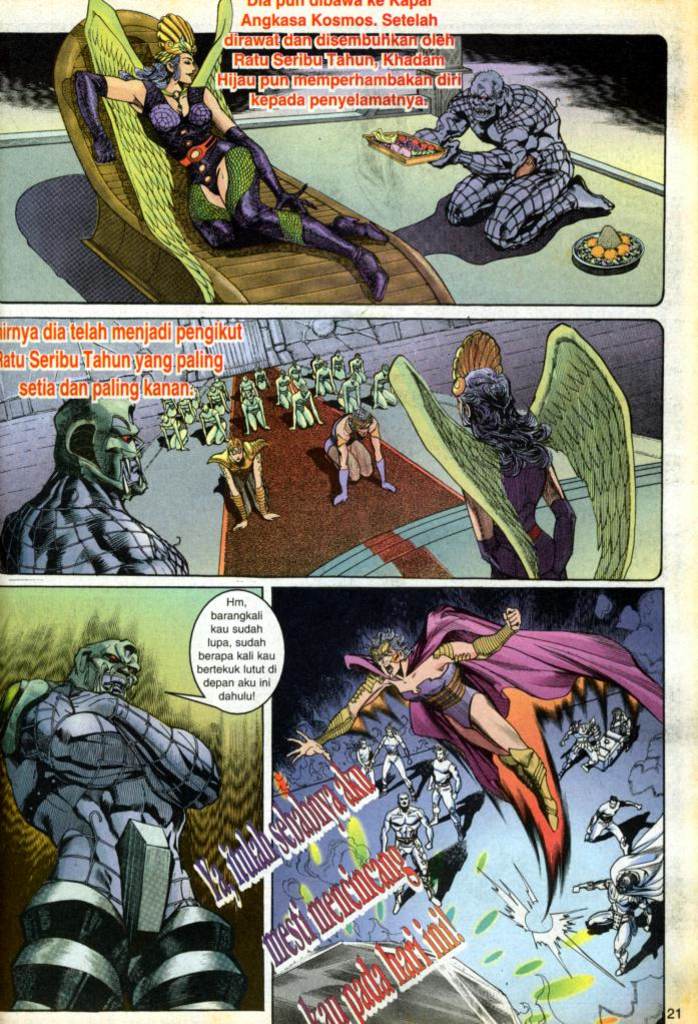 Dia pun dibawa ke Kapal
Angkasa Kosmos. Setelah
dirawat dan disembuhkan oleh
Ratu Seribu Tahun, Khadam
Hijau pun memperhambakan diri
kepada penyelamatnya.
irnya dia telah menjadi pengikut
Ratu Seribu Tahun yang paling
setia dan paling kanan.
Hm,
barangkali
kau sudah
lupa, sudah
berapa kali kau
bertekuk lutut di
depan aku ini
dahulu!
Ya, itulah sebabnya aku
mesti mencincang
kau pada hari ini!
21